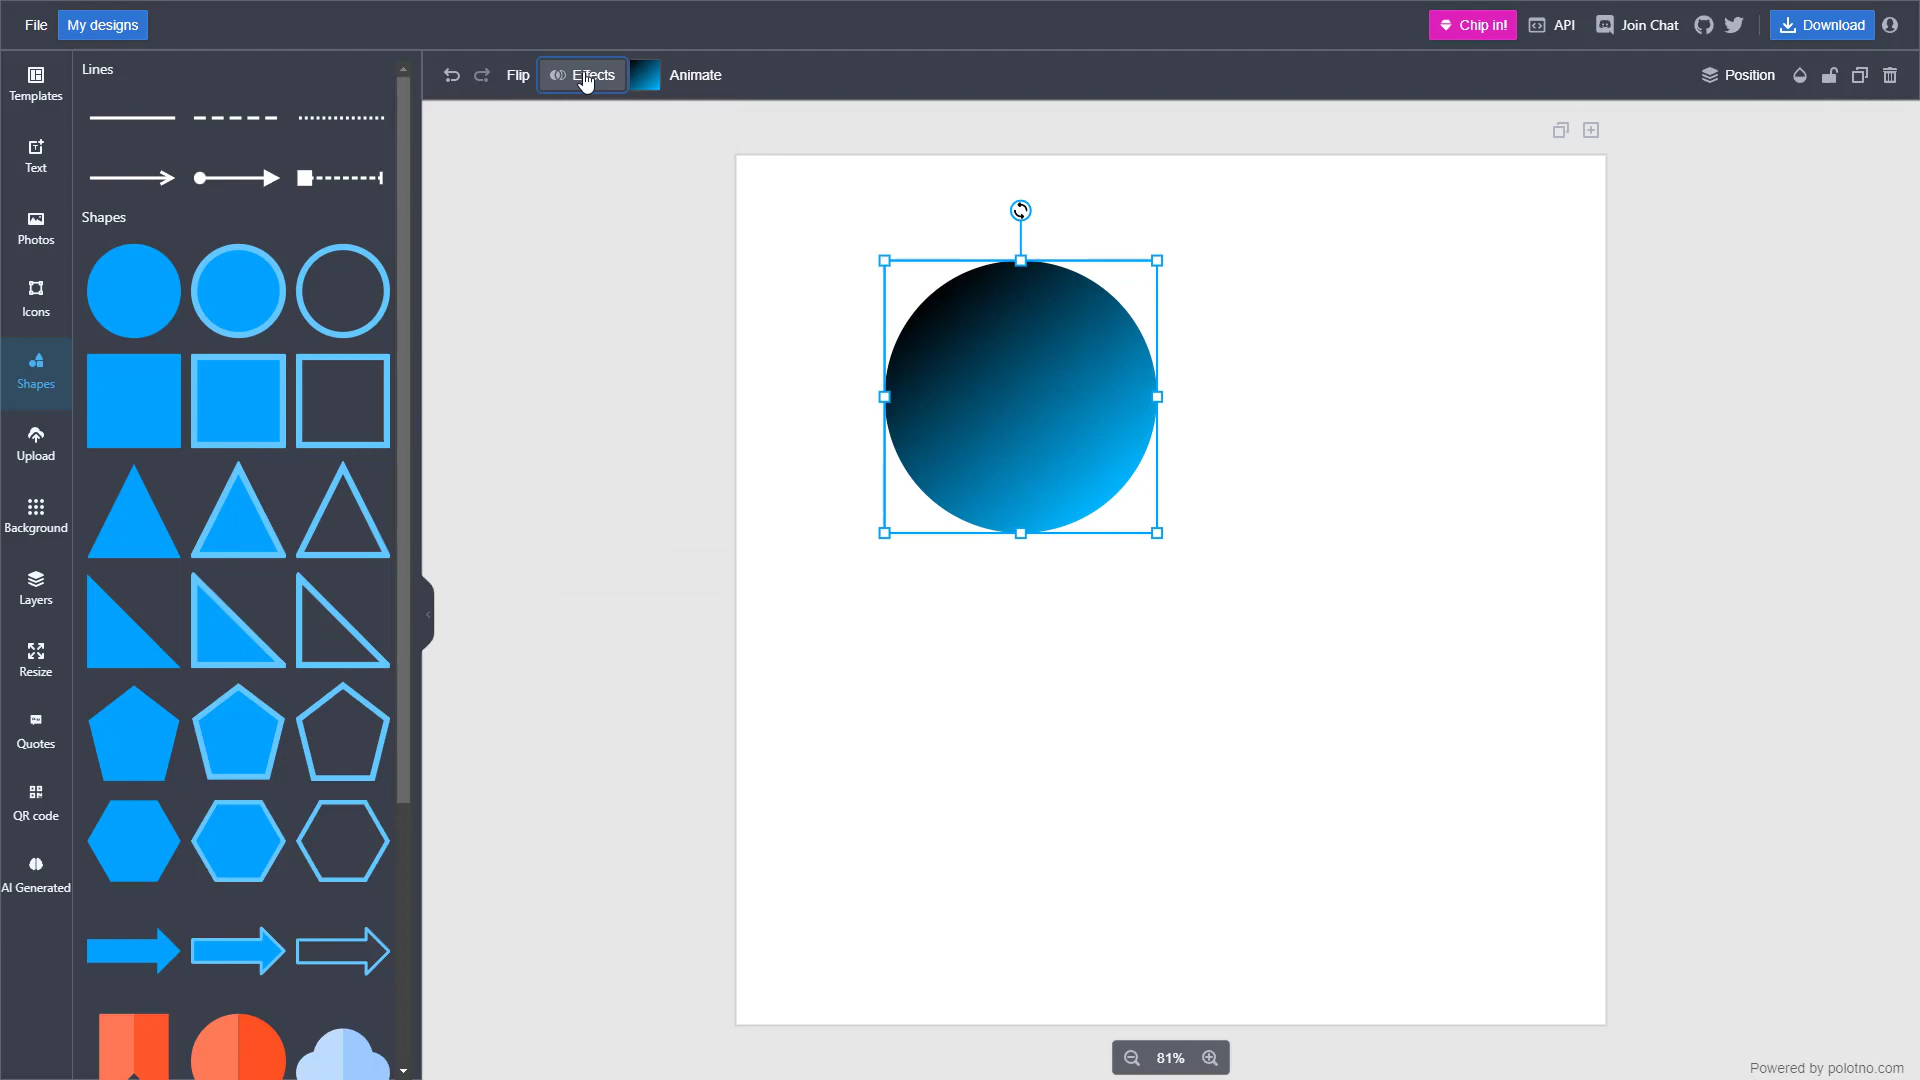 File
My designs
Chip in!
API
Join Chat
Download
Templates
Text
Photos
Icons
Shapes
Upload
Background
Layers
Resize
Quotes
QR code
AI Generated
Lines
Shapes
Flip
Effects
Animate
Position
81%
Powered by polotno.com